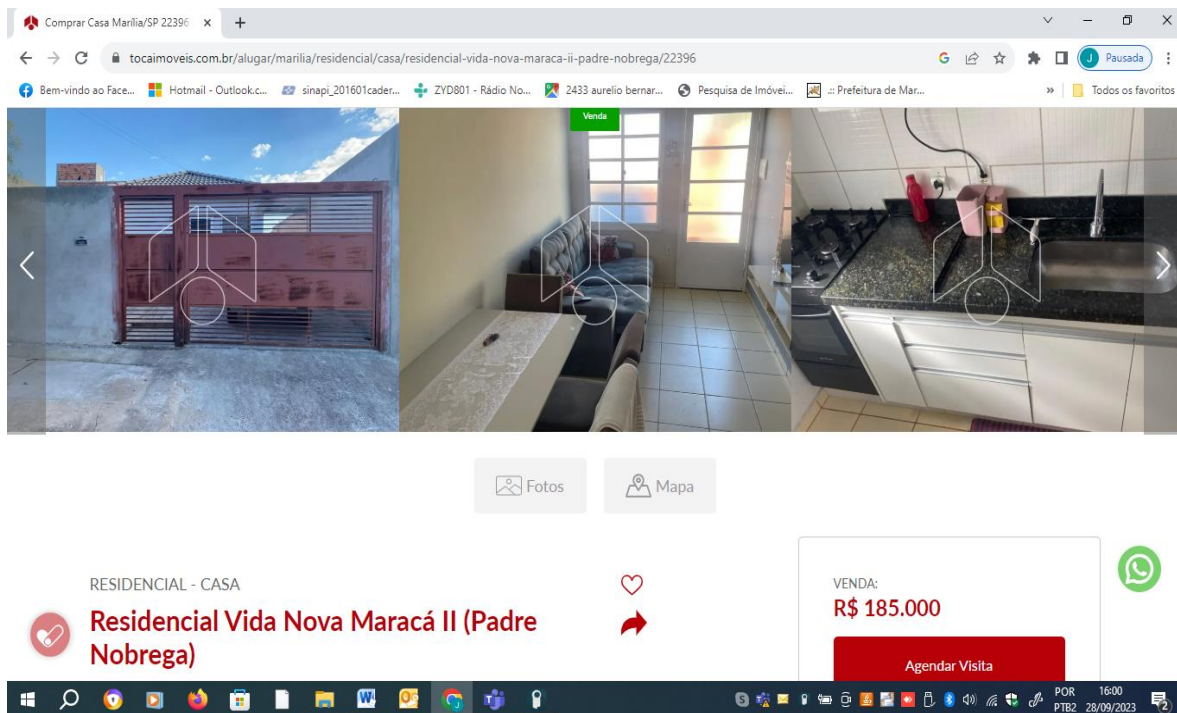 Comprar Casa Marília/SP 22396
tocaimoveis.com.br/alugar/marilia/residencial/casa/residencial-vida-nova-maraca-ii-padre-nobrega/22396
J Pausada
Bem-vindo ao Face... Hotmail - Outlook.c... sinapi_201601cader... ZYD801 - Rádio No... 2433 aurelio bernar... Pesquisa de Imóvei... .:: Prefeitura de Mar... » Todos os favoritos
Venda
Fotos Mapa
RESIDENCIAL - CASA
Residencial Vida Nova Maracá II (Padre
Nobrega)
VENDA:
R$ 185.000
Agendar Visita
POR 16:00
PTB2 28/09/2023